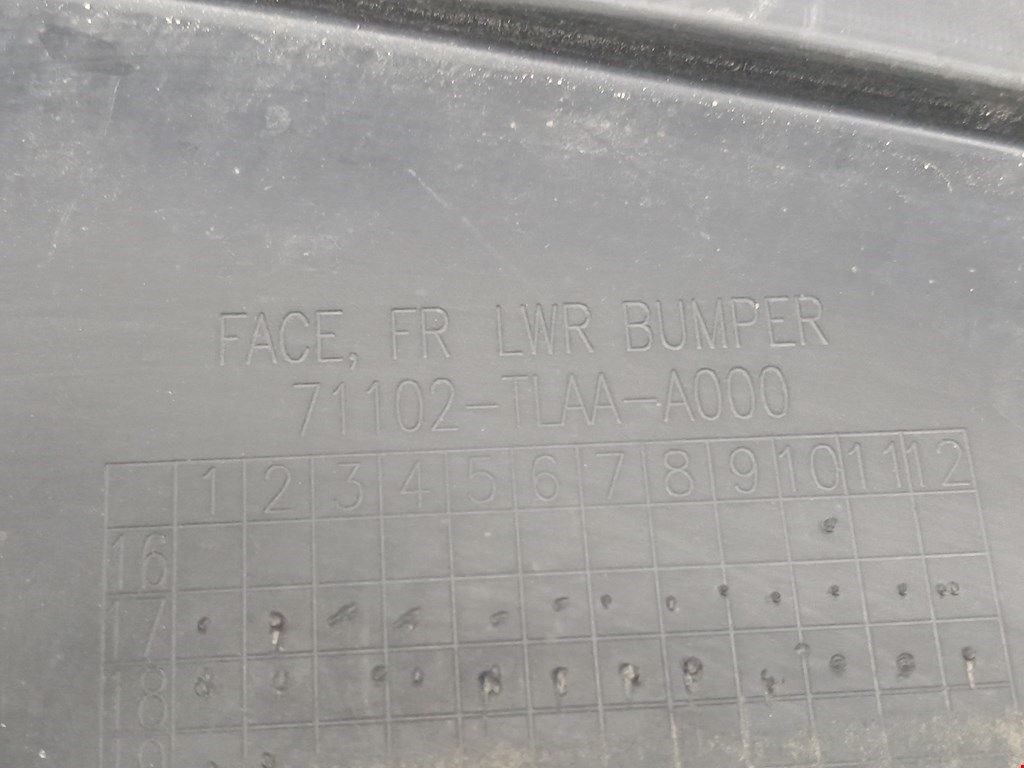 FACE, FR LWR BUMPER
71102-TLAA-A000
1 2 3 4 5 6 7 8 9 10 11 12
16
17
18